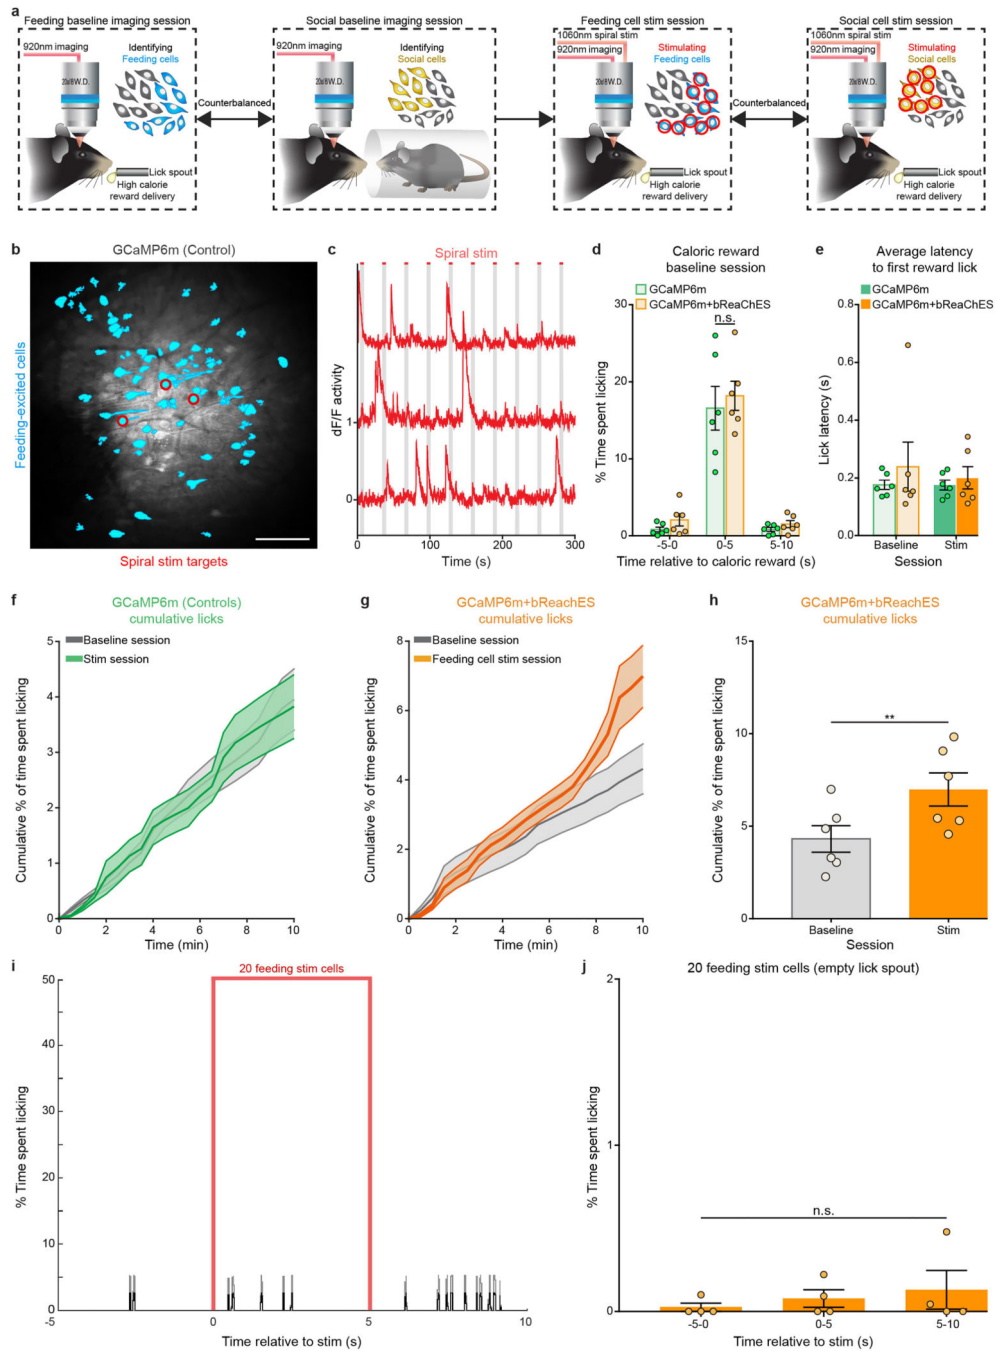 a
Feeding baseline imaging session
Social baseline imaging session
Feeding cell stim session
Social cell stim session
920nm imaging
Identifying
Feeding cells
20x/8W.D.
Lick spout
High calorie
reward delivery
Counterbalanced
920nm imaging
Identifying
Social cells
20x/8W.D.
1060nm spiral stim
920nm imaging
Stimulating
Feeding cells
20x/8W.D.
Lick spout
High calorie
reward delivery
Counterbalanced
1060nm spiral stim
920nm imaging
Stimulating
Social cells
20x/8W.D.
Lick spout
High calorie
reward delivery
b
GCaMP6m (Control)
Feeding-excited cells
Spiral stim targets
c
Spiral stim
dF/F activity
1
0
0
100
200
300
Time (s)
d
Caloric reward
baseline session
GCaMP6m
GCaMP6m+bReaChES
n.s.
% Time spent licking
30
20
10
0
-5-0
0-5
5-10
Time relative to caloric reward (s)
e
Average latency
to first reward lick
GCaMP6m
GCaMP6m+bReaChES
Lick latency (s)
0.8
0.6
0.4
0.2
0.0
Baseline
Stim
Session
f
GCaMP6m (Controls)
cumulative licks
Baseline session
Stim session
Cumulative % of time spent licking
5
4
3
2
1
0
0
2
4
6
8
10
Time (min)
g
GCaMP6m+bReachES
cumulative licks
Baseline session
Feeding cell stim session
Cumulative % of time spent licking
8
6
4
2
0
0
2
4
6
8
10
Time (min)
h
GCaMP6m+bReachES
cumulative licks
**
Cumulative % of time spent licking
15
10
5
0
Baseline
Stim
Session
i
20 feeding stim cells
% Time spent licking
50
40
30
20
10
0
-5
0
5
10
Time relative to stim (s)
j
20 feeding stim cells (empty lick spout)
% Time spent licking
2
1
0
n.s.
-5-0
0-5
5-10
Time relative to stim (s)